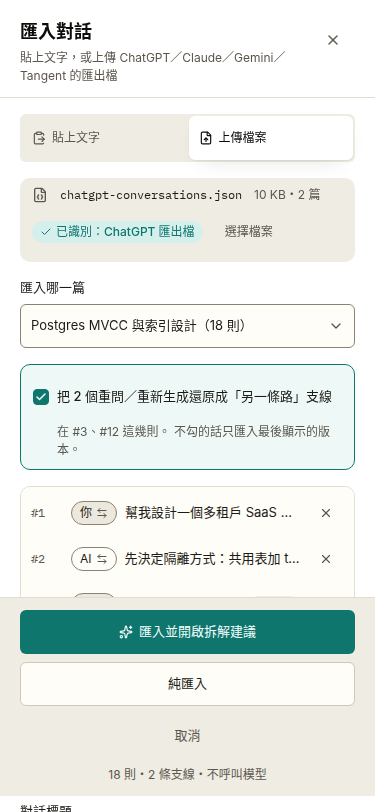 匯入對話
貼上文字，或上傳 ChatGPT／Claude／Gemini／
Tangent 的匯出檔
貼上文字
上傳檔案
chatgpt-conversations.json 10 KB • 2 篇
已識別：ChatGPT 匯出檔 選擇檔案
匯入哪一篇
Postgres MVCC 與索引設計（18 則）
把 2 個重問／重新生成還原成「另一條路」支線
在 #3、#12 這幾則。 不勾的話只匯入最後顯示的版
本。
#1 你 ⇆ 幫我設計一個多租戶 SaaS ...
#2 AI ⇆ 先決定隔離方式：共用表加 t...
匯入並開啟拆解建議
純匯入
取消
18 則 • 2 條支線 • 不呼叫模型
對話標題